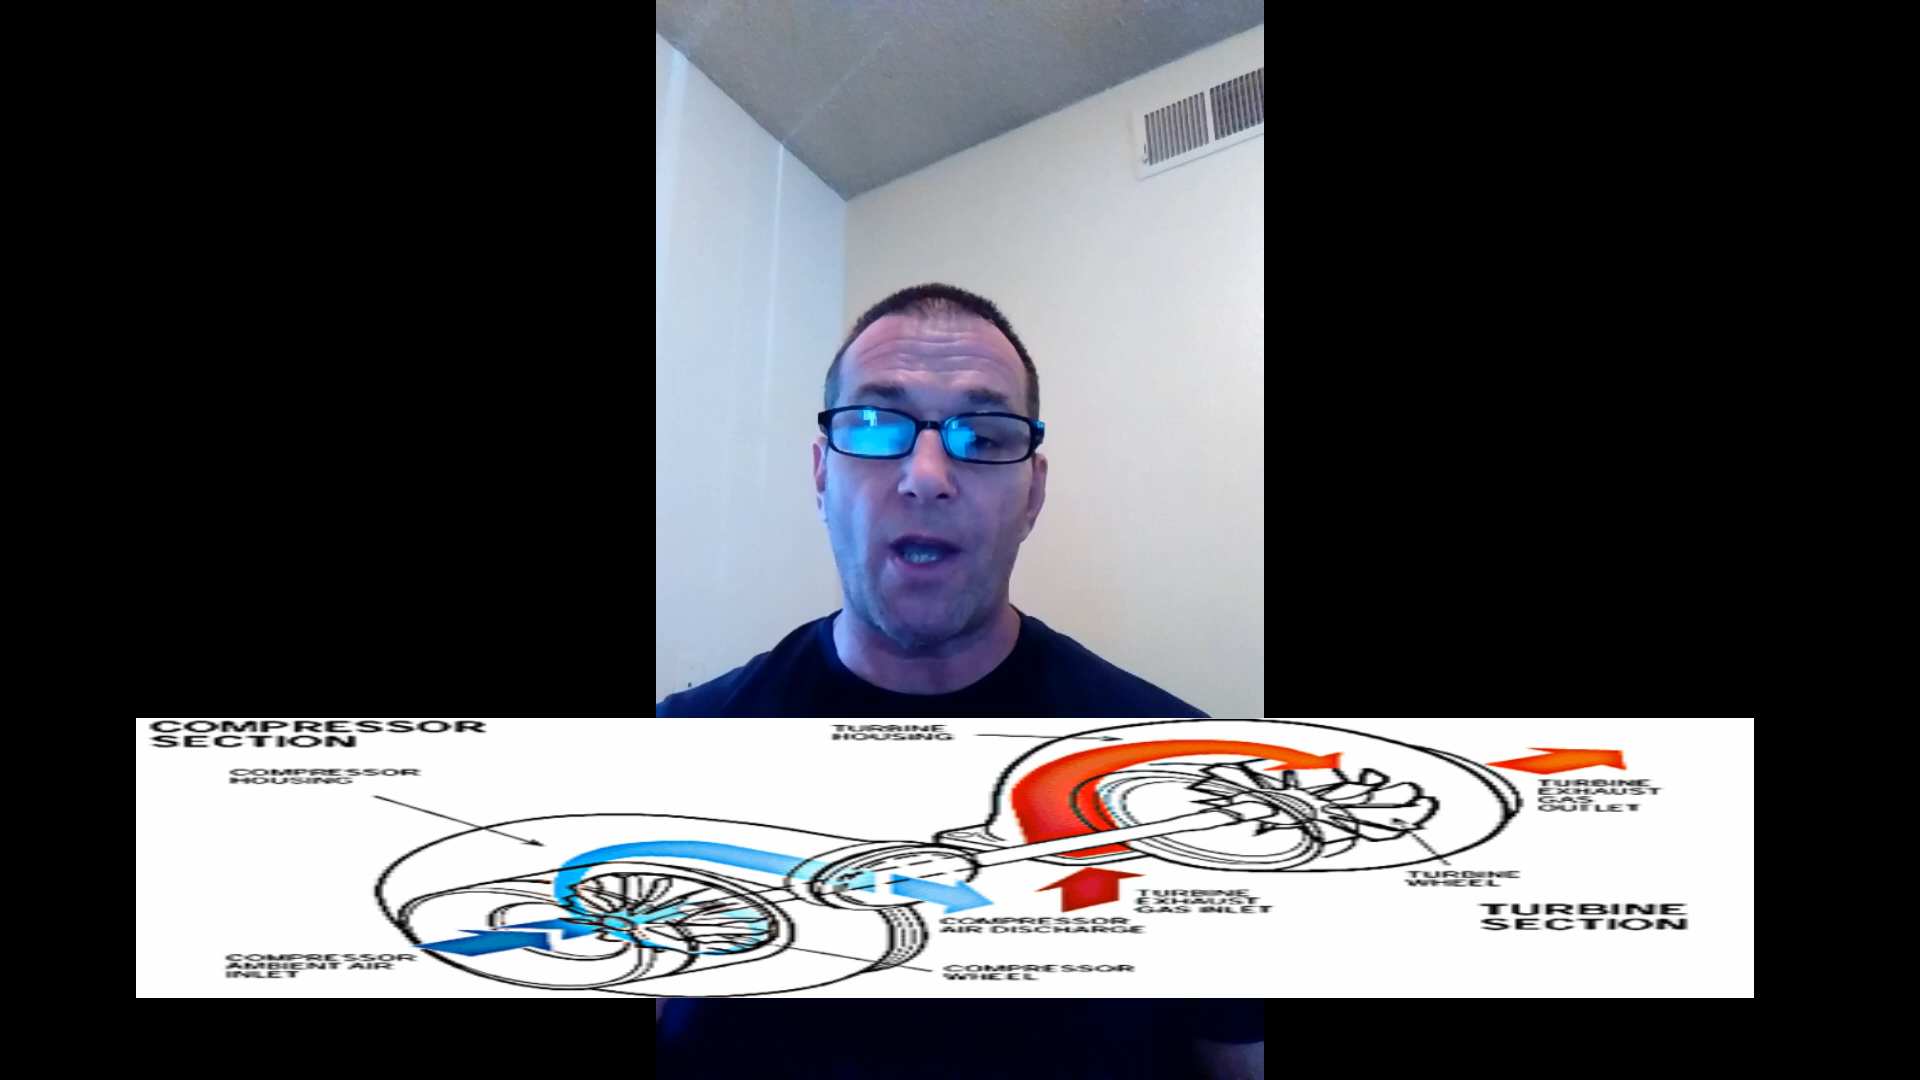 COMPRESSOR
SECTION
COMPRESSOR
HOUSING
COMPRESSOR
AMBIENT AIR
INLET
TURBINE
HOUSING
COMPRESSOR
AIR DISCHARGE
COMPRESSOR
WHEEL
TURBINE
EXHAUST
GAS INLET
TURBINE
EXHAUST
GAS
OUTLET
TURBINE
WHEEL
TURBINE
SECTION